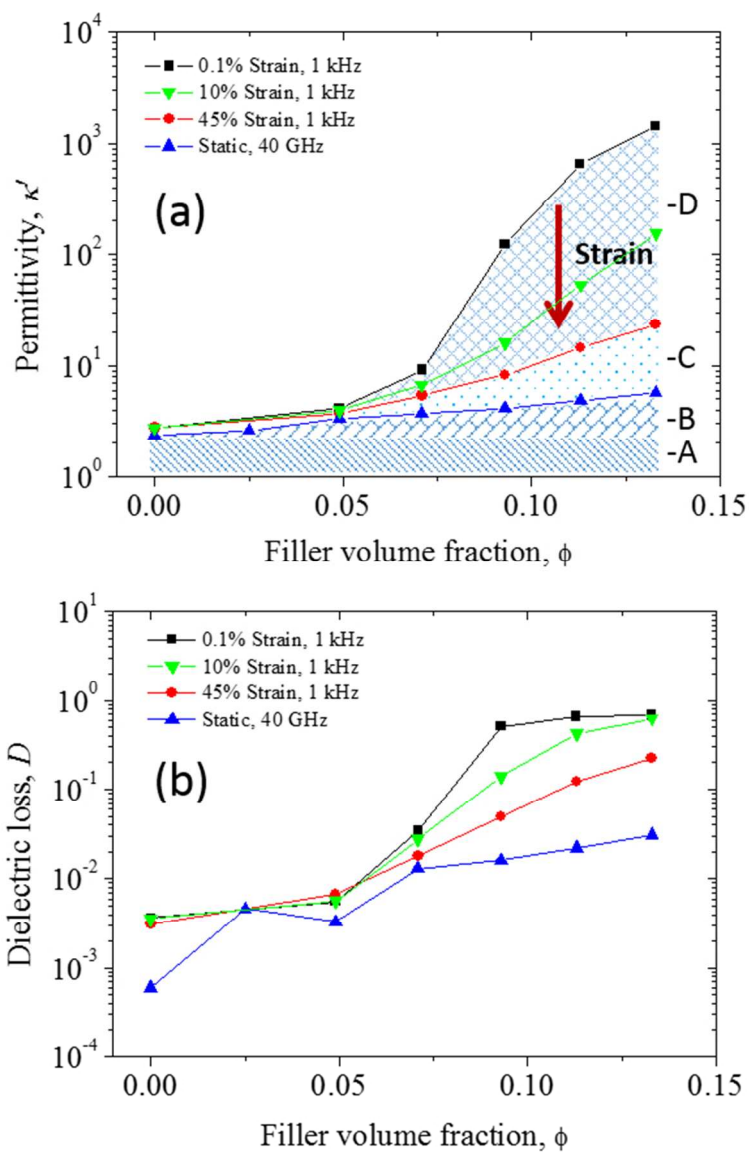 10⁴
0.1% Strain, 1 kHz
10% Strain, 1 kHz
45% Strain, 1 kHz
Static, 40 GHz
10³
(a)
-D
Permittivity, κ′
10²
Strain
10¹
-C
-B
-A
10⁰
0.00 0.05 0.10 0.15
Filler volume fraction, ϕ
10¹
0.1% Strain, 1 kHz
10% Strain, 1 kHz
45% Strain, 1 kHz
Static, 40 GHz
10⁰
(b)
10⁻¹
Dielectric loss, D
10⁻²
10⁻³
10⁻⁴
0.00 0.05 0.10 0.15
Filler volume fraction, ϕ